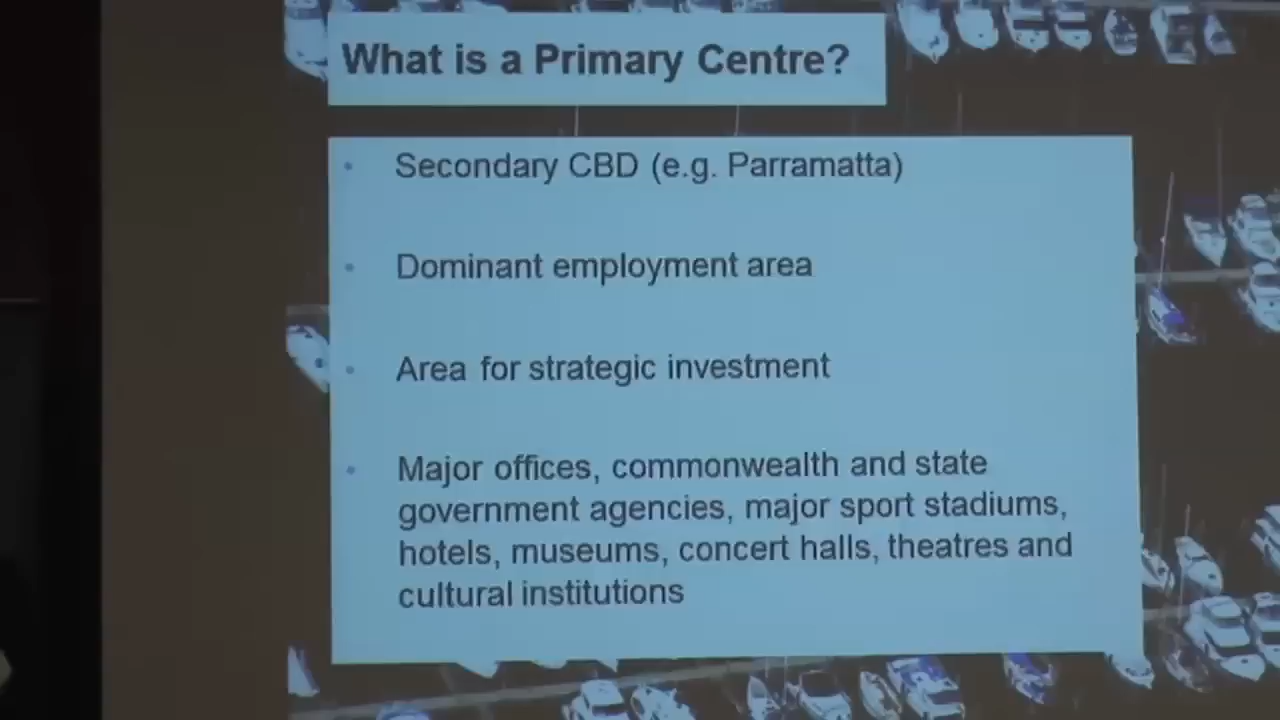 What is a Primary Centre?
• Secondary CBD (e.g. Parramatta)
• Dominant employment area
• Area for strategic investment
• Major offices, commonwealth and state
government agencies, major sport stadiums,
hotels, museums, concert halls, theatres and
cultural institutions